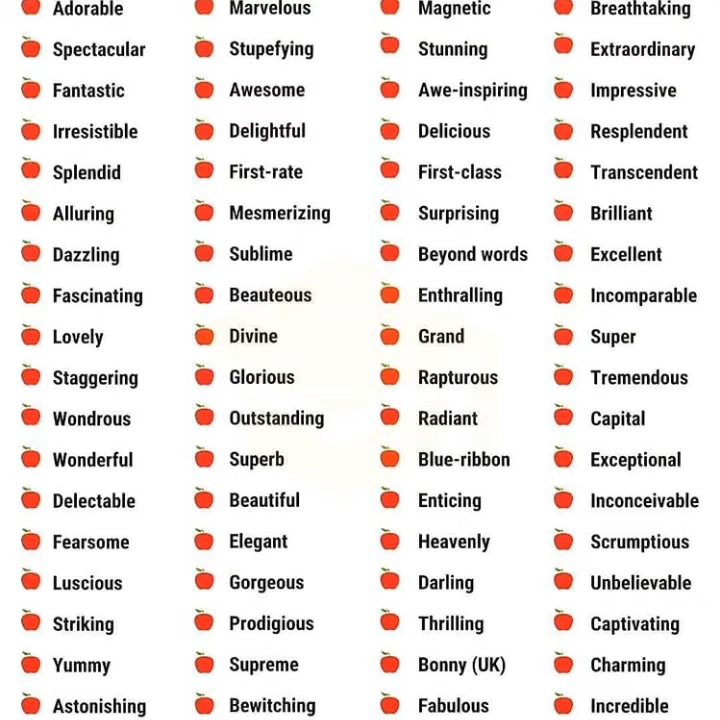 Adorable Marvelous Magnetic Breathtaking
Spectacular Stupefying Stunning Extraordinary
Fantastic Awesome Awe-inspiring Impressive
Irresistible Delightful Delicious Resplendent
Splendid First-rate First-class Transcendent
Alluring Mesmerizing Surprising Brilliant
Dazzling Sublime Beyond words Excellent
Fascinating Beauteous Enthralling Incomparable
Lovely Divine Grand Super
Staggering Glorious Rapturous Tremendous
Wondrous Outstanding Radiant Capital
Wonderful Superb Blue-ribbon Exceptional
Delectable Beautiful Enticing Inconceivable
Fearsome Elegant Heavenly Scrumptious
Luscious Gorgeous Darling Unbelievable
Striking Prodigious Thrilling Captivating
Yummy Supreme Bonny (UK) Charming
Astonishing Bewitching Fabulous Incredible